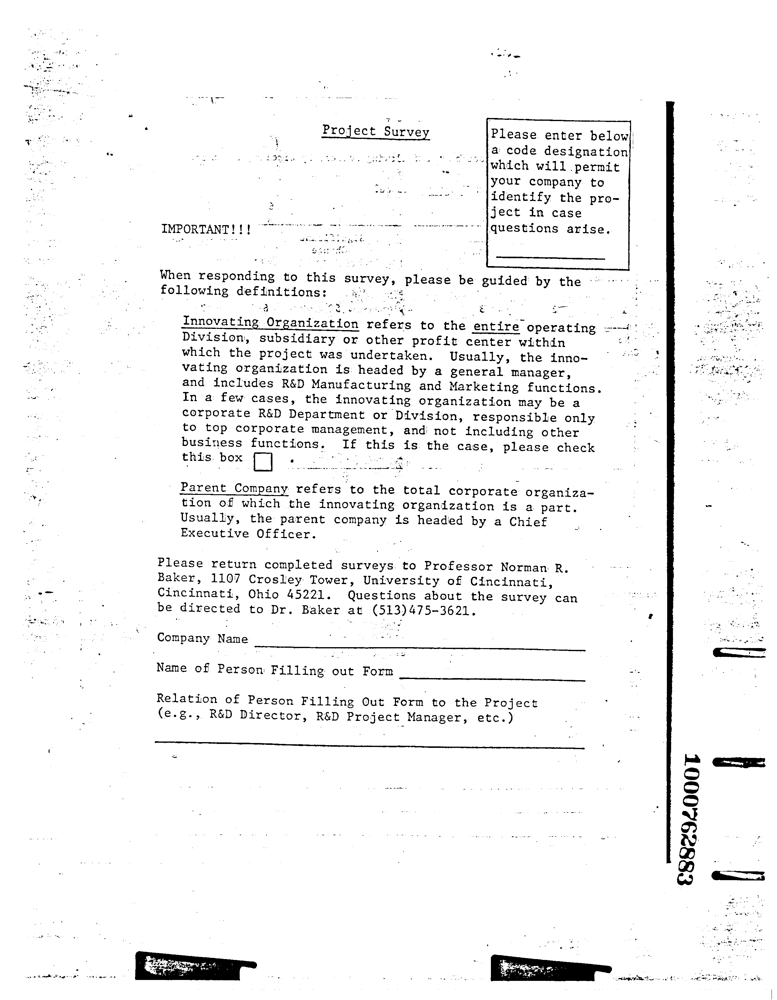 Project Survey
Please enter below
a code designation
which will permit
your company to
identify the pro-
ject in case
questions arise.
IMPORTANT!!!
When responding to this survey, please be guided by the
following definitions:
Innovating Organization refers to the entire operating
Division, subsidiary or other profit center within
which the project was undertaken. Usually, the inno-
vating organization is headed by a general manager,
and includes R&D Manufacturing and Marketing functions.
In a few cases, the innovating organization may be a
corporate R&D Department or Division, responsible only
to top corporate management, and not including other
business functions. If this is the case, please check
this box .
Parent Company refers to the total corporate organiza-
tion of which the innovating organization is a part.
Usually, the parent company is headed by a Chief
Executive Officer.
Please return completed surveys to Professor Norman R.
Baker, 1107 Crosley Tower, University of Cincinnati,
Cincinnati, Ohio 45221. Questions about the survey can
be directed to Dr. Baker at (513)475-3621.
Company Name
Name of Person Filling out Form
Relation of Person Filling Out Form to the Project
(e.g., R&D Director, R&D Project Manager, etc.)
1000762883